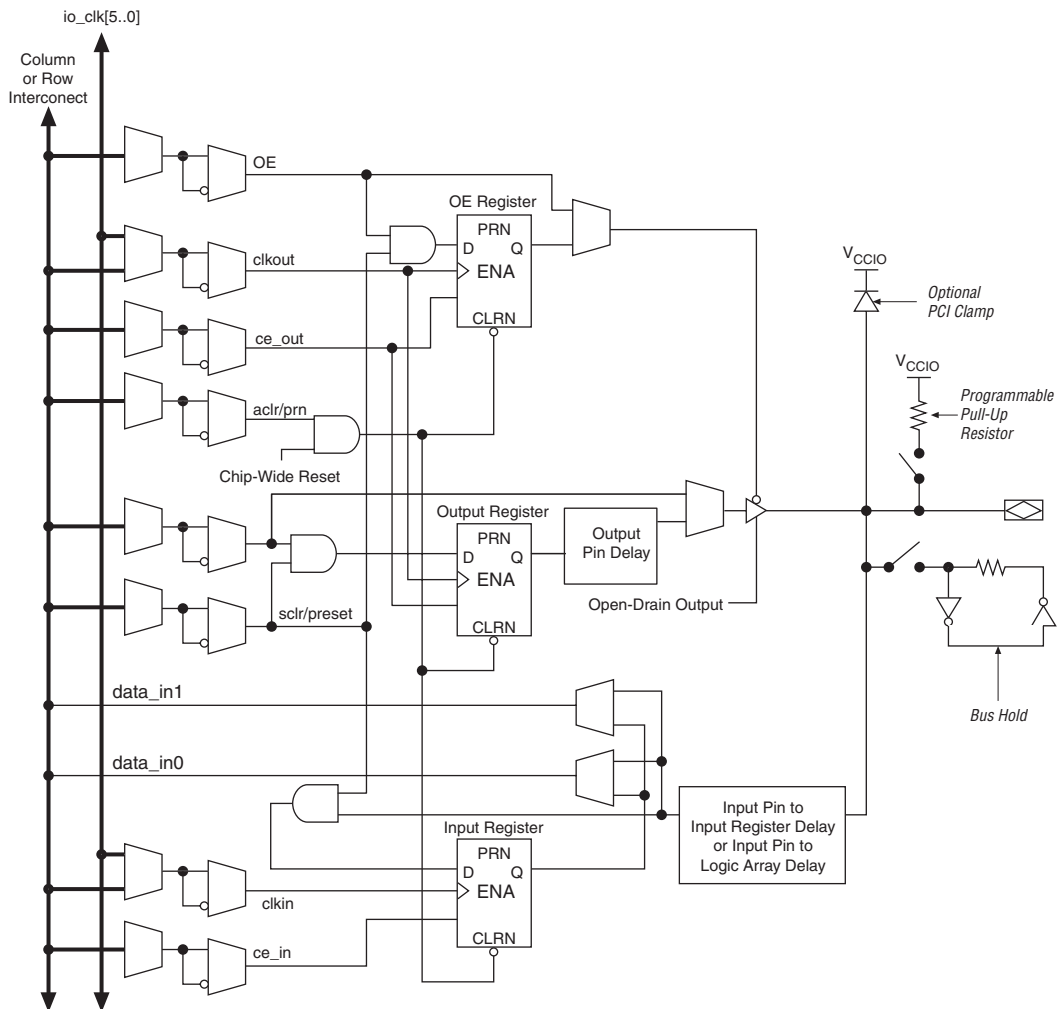 io_clk[5..0]
Column
or Row
Interconect
OE
OE Register
PRN
D Q
clkout
ENA
VCCIO
Optional
PCI Clamp
CLRN
ce_out
VCCIO
Programmable
Pull-Up
Resistor
aclr/prn
Chip-Wide Reset
Output Register
PRN
D Q
Output
Pin Delay
ENA
Open-Drain Output
sclr/preset
CLRN
data_in1
Bus Hold
data_in0
Input Pin to
Input Register Delay
or Input Pin to
Logic Array Delay
Input Register
PRN
D Q
ENA
clkin
CLRN
ce_in